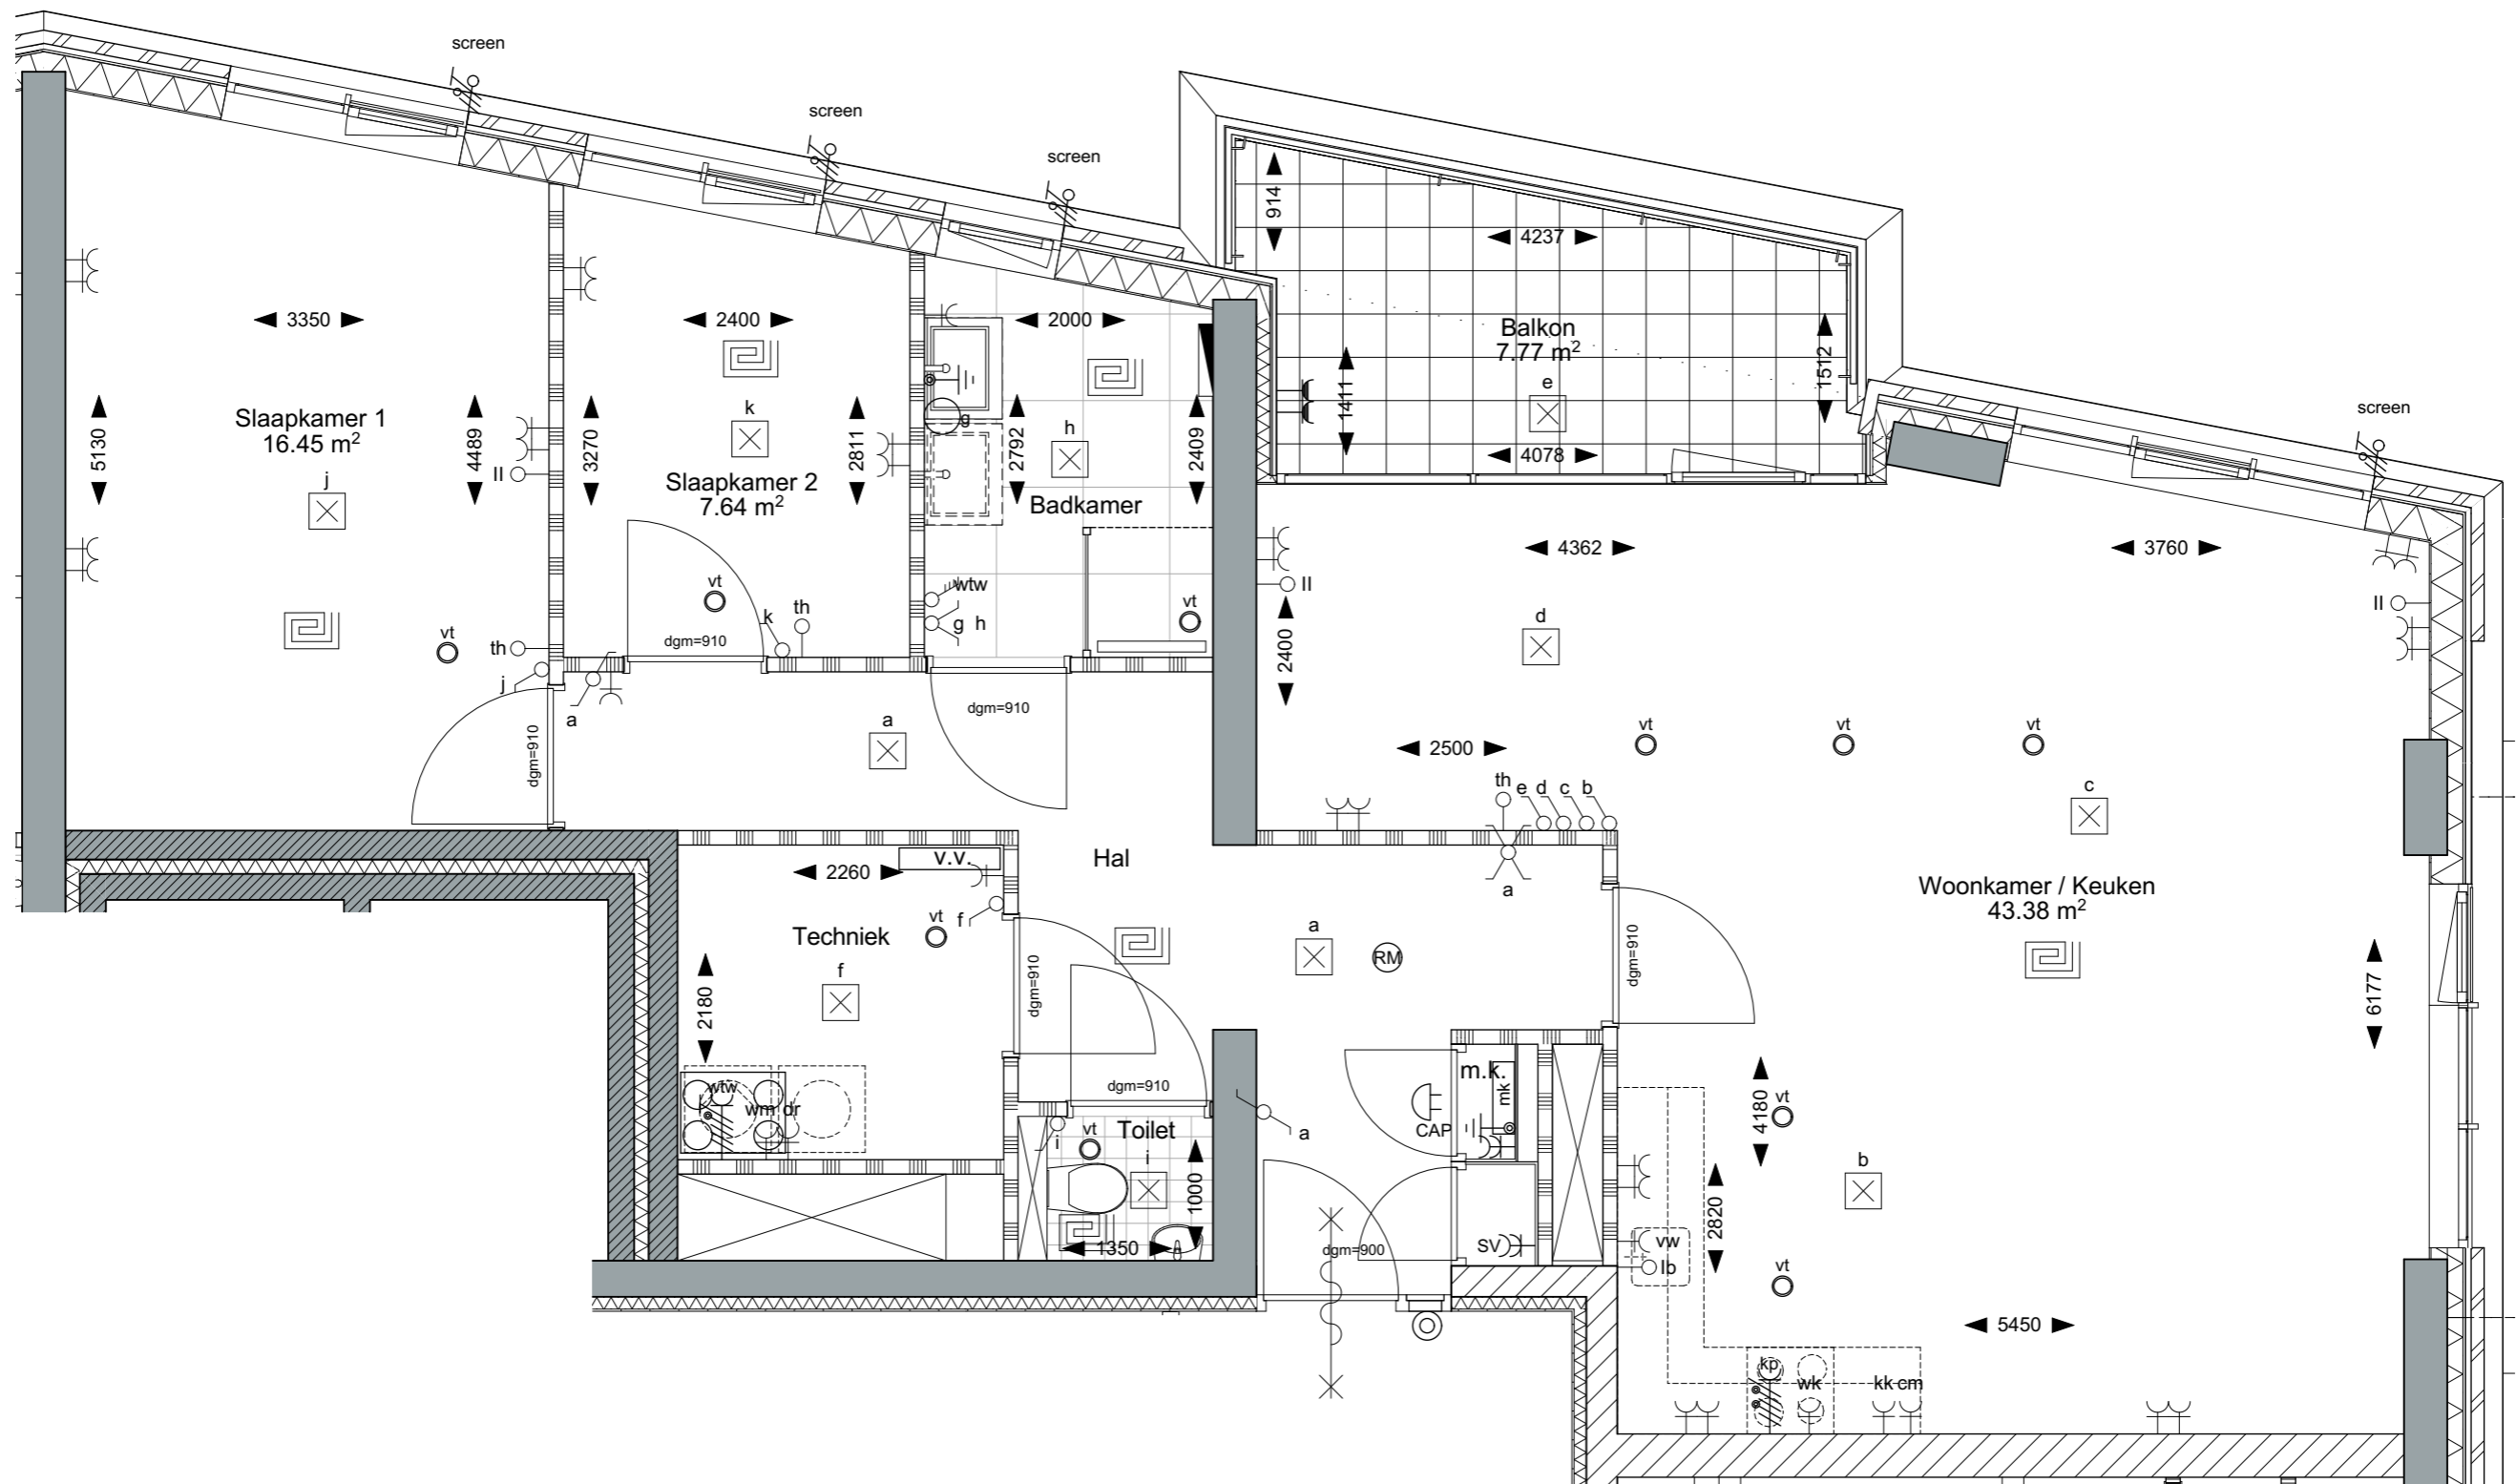 screen
screen
screen
914
4237
3350
2400
2000
Balkon
7.77 m²
1512
e
1411
screen
Slaapkamer 1
16.45 m²
5130
4489
3270
k
2811
g
2792
h
2409
4078
ll
j
Slaapkamer 2
7.64 m²
Badkamer
4362
3760
vt
k
th
wtw
g h
vt
ll
ll
2400
d
dgm=910
th
vt
j
a
a
dgm=910
dgm=910
2500
vt
vt
vt
th
e
d
c
b
c
a
v.v.
2260
Hal
f
vt
Techniek
f
2180
dgm=910
a
RM
dgm=910
Woonkamer / Keuken
43.38 m²
6177
wtw
wm
dr
dgm=910
m.k.
mk
CAP
a
i
vt
Toilet
i
1000
1350
4180
vt
b
2820
SV
dgm=900
vw
lb
vt
5450
kp
wk
kk
cm